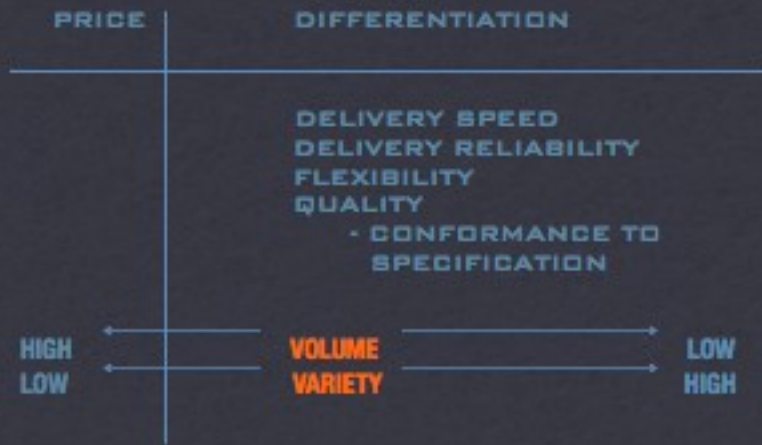 PRICE DIFFERENTIATION
DELIVERY SPEED
DELIVERY RELIABILITY
FLEXIBILITY
QUALITY
- CONFORMANCE TO
SPECIFICATION
HIGH VOLUME LOW
LOW VARIETY HIGH